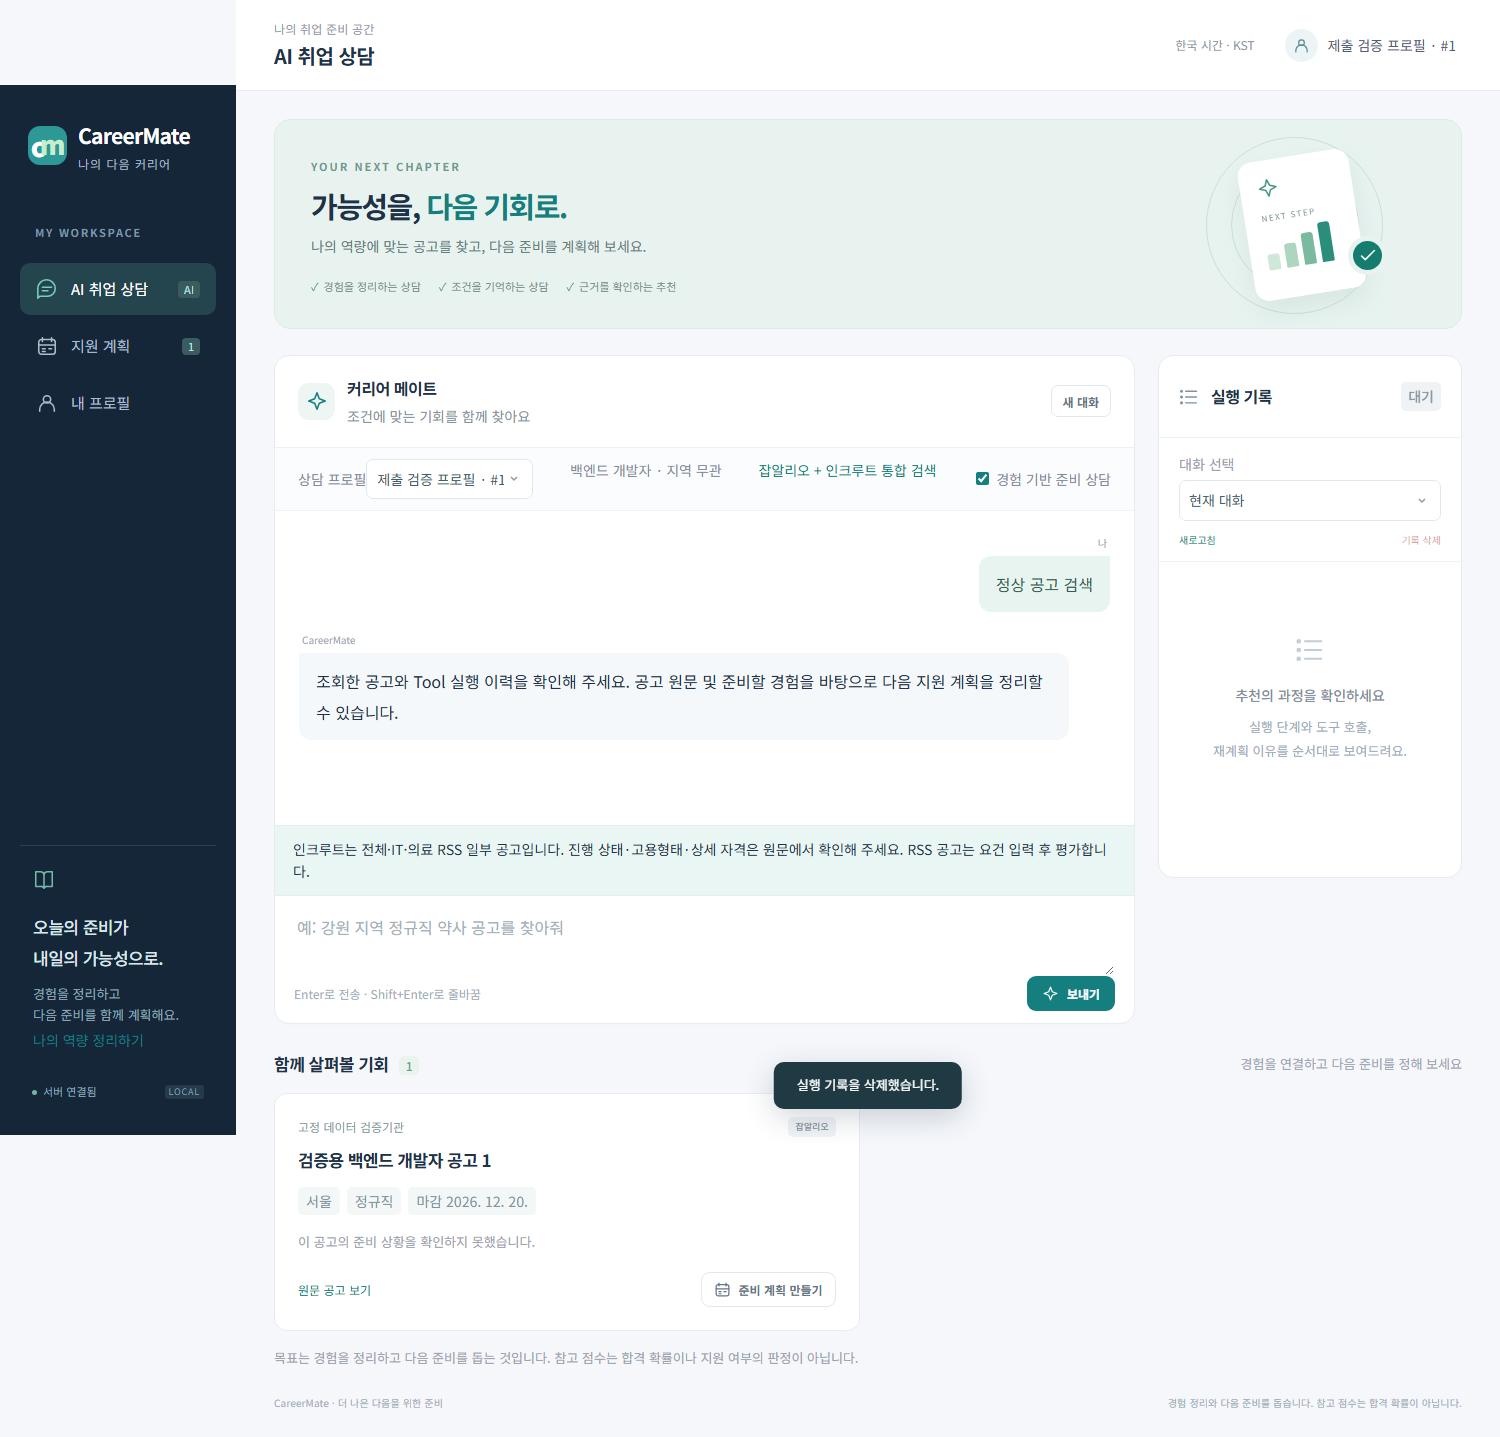 나의 취업 준비 공간
AI 취업 상담
한국 시간 · KST
제출 검증 프로필 · #1
cm
CareerMate
나의 다음 커리어
MY WORKSPACE
AI 취업 상담
AI
지원 계획
1
내 프로필
오늘의 준비가
내일의 가능성으로.
경험을 정리하고
다음 준비를 함께 계획해요.
나의 역량 정리하기
서버 연결됨
LOCAL
YOUR NEXT CHAPTER
가능성을, 다음 기회로.
나의 역량에 맞는 공고를 찾고, 다음 준비를 계획해 보세요.
✓ 경험을 정리하는 상담
✓ 조건을 기억하는 상담
✓ 근거를 확인하는 추천
NEXT STEP
커리어 메이트
조건에 맞는 기회를 함께 찾아요
새 대화
상담 프로필
제출 검증 프로필 · #1
백엔드 개발자 · 지역 무관
잡알리오 + 인크루트 통합 검색
경험 기반 준비 상담
나
정상 공고 검색
CareerMate
조회한 공고와 Tool 실행 이력을 확인해 주세요. 공고 원문 및 준비할 경험을 바탕으로 다음 지원 계획을 정리할
수 있습니다.
인크루트는 전체·IT·의료 RSS 일부 공고입니다. 진행 상태·고용형태·상세 자격은 원문에서 확인해 주세요. RSS 공고는 요건 입력 후 평가합니
다.
예: 강원 지역 정규직 약사 공고를 찾아줘
Enter로 전송 · Shift+Enter로 줄바꿈
보내기
실행 기록
대기
대화 선택
현재 대화
새로고침
기록 삭제
추천의 과정을 확인하세요
실행 단계와 도구 호출,
재계획 이유를 순서대로 보여드려요.
함께 살펴볼 기회
1
경험을 연결하고 다음 준비를 정해 보세요
실행 기록을 삭제했습니다.
고정 데이터 검증기관
잡알리오
검증용 백엔드 개발자 공고 1
서울
정규직
마감 2026. 12. 20.
이 공고의 준비 상황을 확인하지 못했습니다.
원문 공고 보기
준비 계획 만들기
목표는 경험을 정리하고 다음 준비를 돕는 것입니다. 참고 점수는 합격 확률이나 지원 여부의 판정이 아닙니다.
CareerMate · 더 나은 다음을 위한 준비
경험 정리와 다음 준비를 돕습니다. 참고 점수는 합격 확률이 아닙니다.